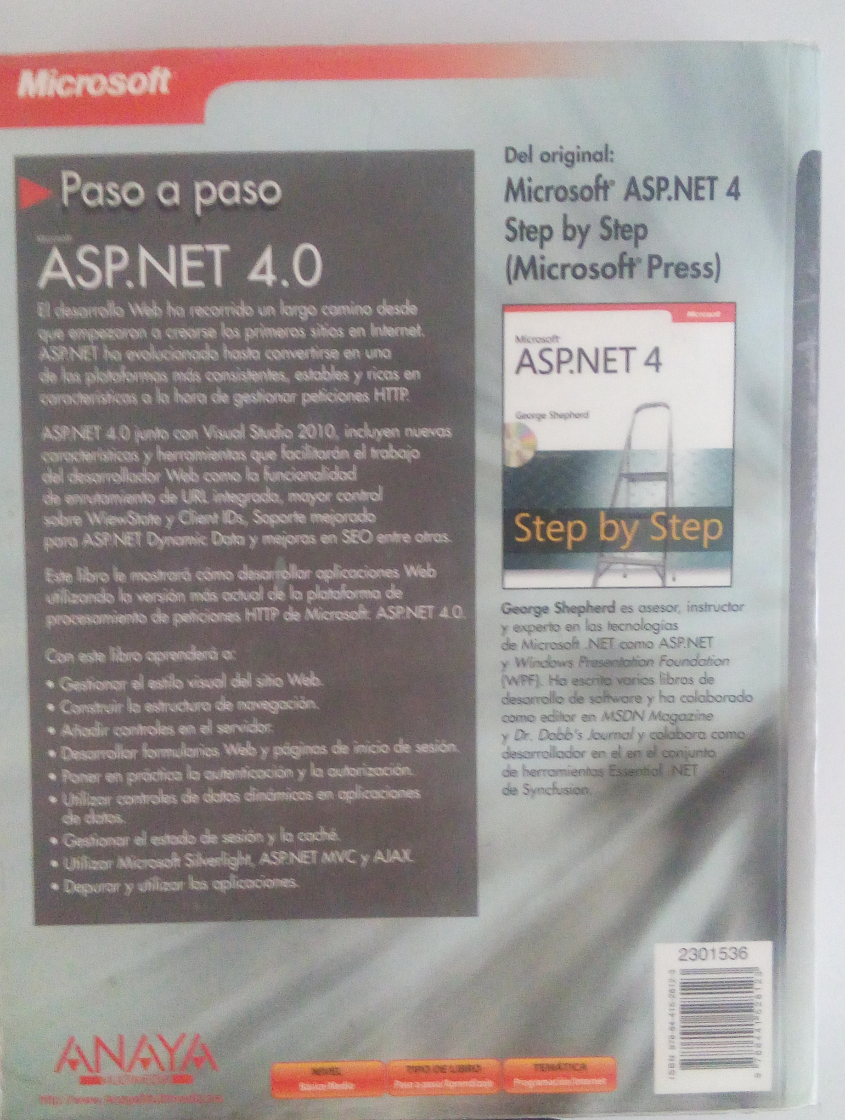 Microsoft
Paso a paso
Microsoft
ASP.NET 4.0
El desarrollo Web ha recorrido un largo camino desde
que empezaran a crearse los primeros sitios en Internet.
ASP.NET ha evolucionado hasta convertirse en una
de las plataformas más consistentes, estables y ricas en
características a la hora de gestionar peticiones HTTP.
ASP.NET 4.0 junto con Visual Studio 2010, incluyen nuevas
características y herramientas que facilitarán el trabajo
del desarrollador Web como la funcionalidad
de enrutamiento de URL integrada, mayor control
sobre WiewState y Client IDs, Soporte mejorado
para ASP.NET Dynamic Data y mejoras en SEO entre otras.
Este libro le mostrará cómo desarrollar aplicaciones Web
utilizando la versión más actual de la plataforma de
procesamiento de peticiones HTTP de Microsoft: ASP.NET 4.0.
Con este libro aprenderá a:
• Gestionar el estilo visual del sitio Web.
• Construir la estructura de navegación.
• Añadir controles en el servidor.
• Desarrollar formularios Web y páginas de inicio de sesión.
• Poner en práctica la autenticación y la autorización.
• Utilizar controles de datos dinámicos en aplicaciones
de datos.
• Gestionar el estado de sesión y la caché.
• Utilizar Microsoft Silverlight, ASP.NET MVC y AJAX.
• Depurar y utilizar las aplicaciones.
Del original:
Microsoft® ASP.NET 4
Step by Step
(Microsoft® Press)
Microsoft
Microsoft®
ASP.NET 4
George Shepherd
Step by Step
George Shepherd es asesor, instructor
y experto en las tecnologías
de Microsoft .NET como ASP.NET
y Windows Presentation Foundation
(WPF). Ha escrito varios libros de
desarrollo de software y ha colaborado
como editor en MSDN Magazine
y Dr. Dobb's Journal y colabora como
desarrollador en el en el conjunto
de herramientas Essential .NET
de Syncfusion.
2301536
ANAYA
MULTIMEDIA
NIVEL
Básico/Medio
TIPO DE LIBRO
Paso a paso/Aprendizaje
TEMÁTICA
Programación/Internet